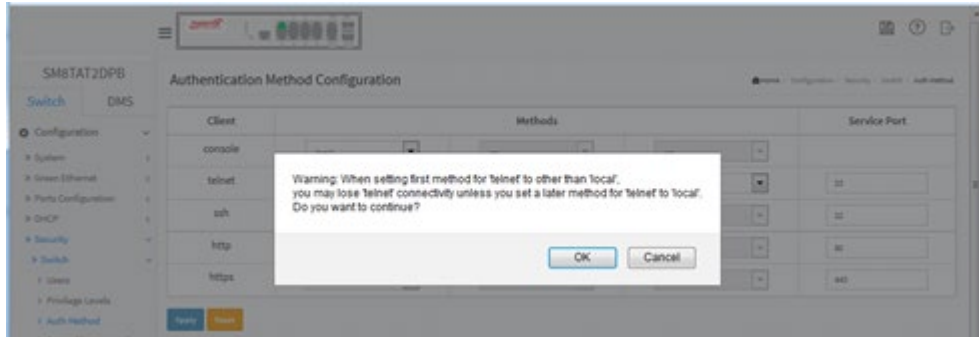 SM8TAT2DPB
Switch DMS
Authentication Method Configuration
Configuration
System
Green Ethernet
Ports Configuration
DHCP
Security
Switch
Users
Privilege Levels
Auth Method
Client Methods Service Port
console
telnet
ssh
http 80
https 443
Warning: When setting first method for 'telnet' to other than 'local',
you may lose 'telnet' connectivity unless you set a later method for 'telnet' to 'local'.
Do you want to continue?
OK Cancel
Apply